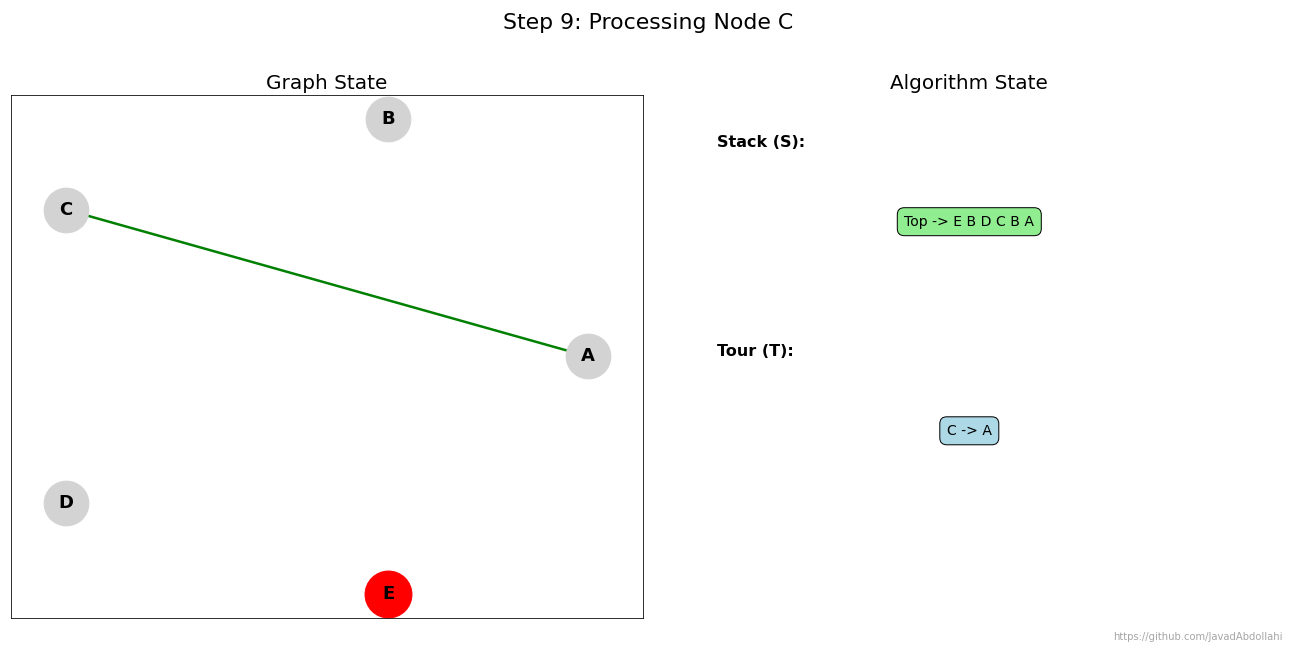 Step 9: Processing Node C
Graph State
B
C
A
D
E
Algorithm State
Stack (S):
Top -> E B D C B A
Tour (T):
C -> A
https://github.com/JavadAbdollahi